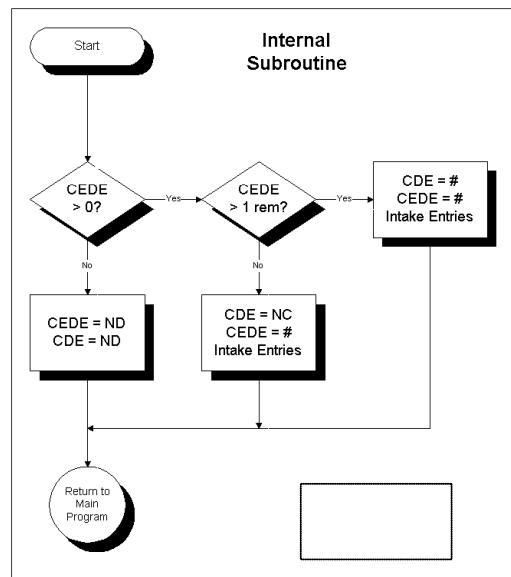 Start
Internal
Subroutine
CEDE
> 0?
Yes
CEDE
> 1 rem?
Yes
CDE = #
CEDE = #
Intake Entries
No
No
CEDE = ND
CDE = ND
CDE = NC
CEDE = #
Intake Entries
Return to
Main
Program